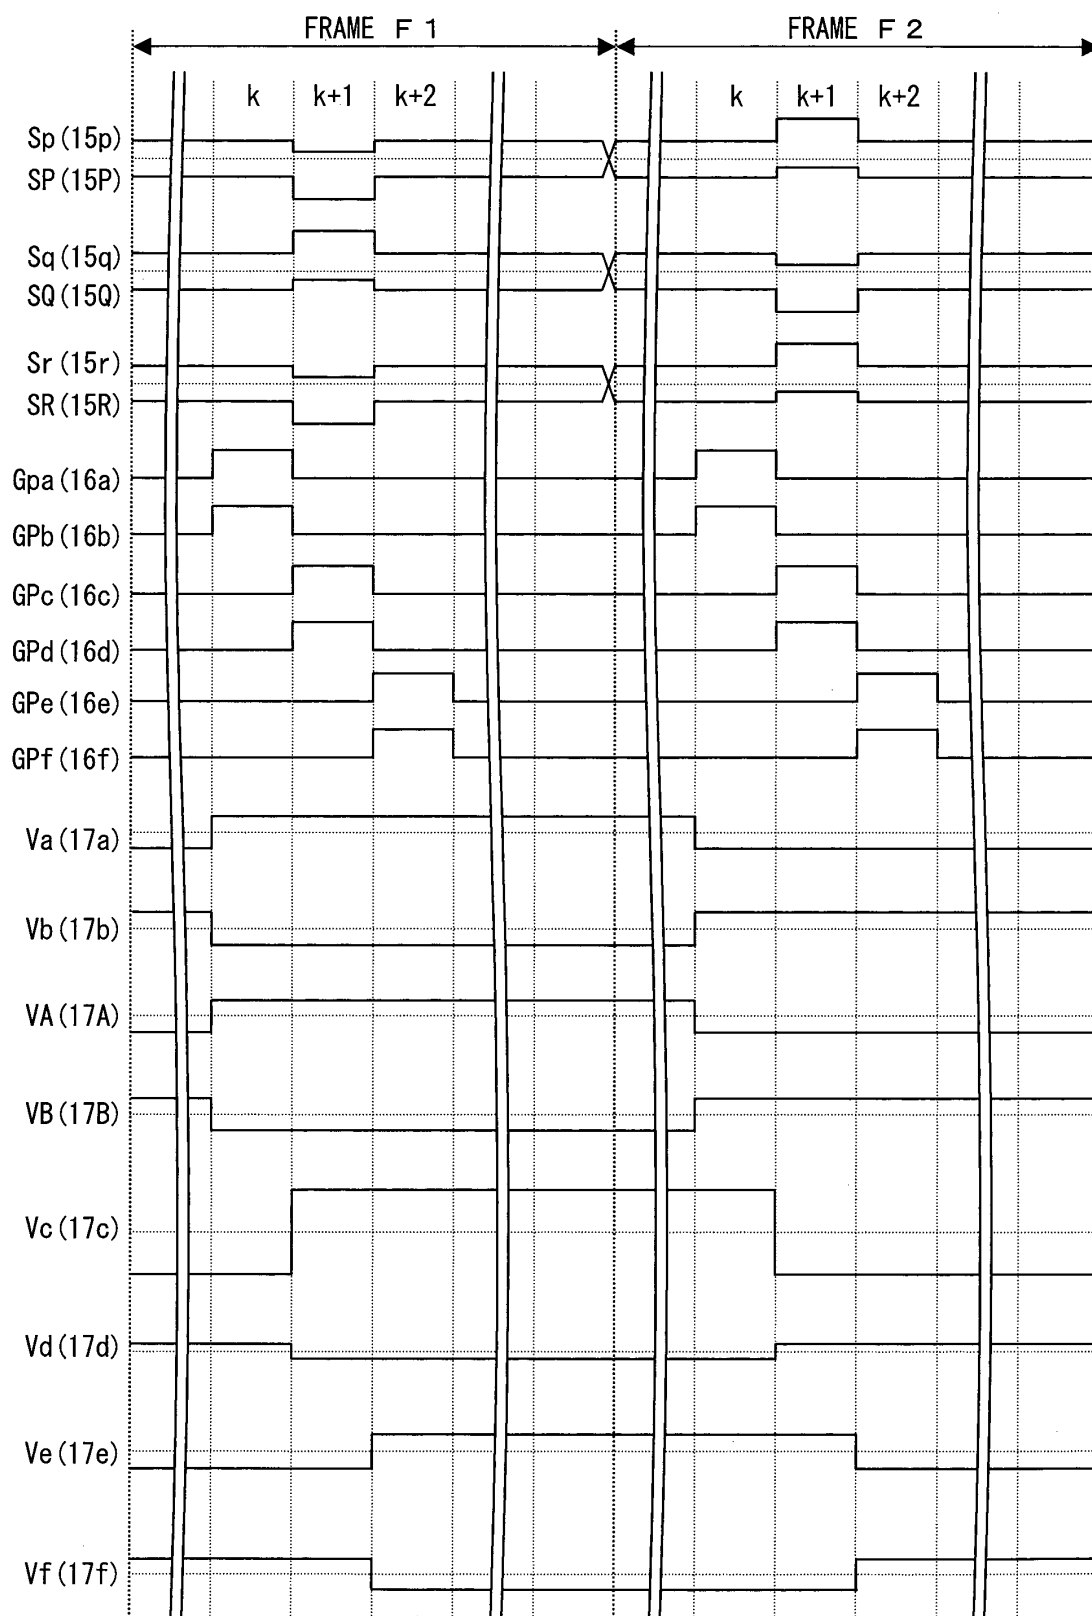 FRAME F1 FRAME F2
k k+1 k+2 k k+1 k+2
Sp(15p)
SP(15P)
Sq(15q)
SQ(15Q)
Sr(15r)
SR(15R)
Gpa(16a)
GPb(16b)
GPc(16c)
GPd(16d)
GPe(16e)
GPf(16f)
Va(17a)
Vb(17b)
VA(17A)
VB(17B)
Vc(17c)
Vd(17d)
Ve(17e)
Vf(17f)